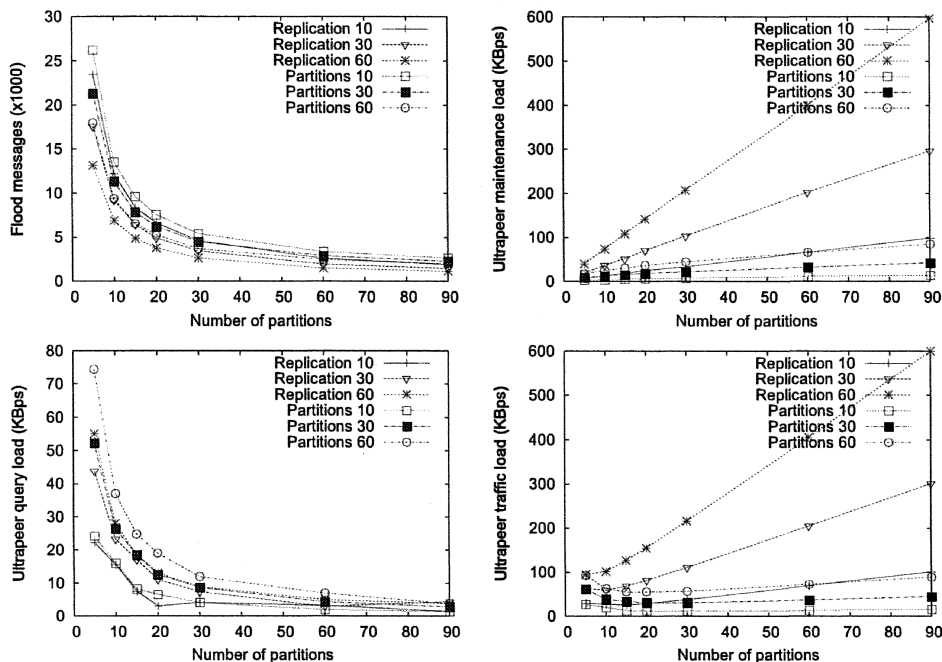 Flood messages (x1000)
30
25
20
15
10
5
0
Replication 10
Replication 30
Replication 60
Partitions 10
Partitions 30
Partitions 60
0 10 20 30 40 50 60 70 80 90
Number of partitions
Ultrapeer maintenance load (KBps)
600
500
400
300
200
100
0
Replication 10
Replication 30
Replication 60
Partitions 10
Partitions 30
Partitions 60
0 10 20 30 40 50 60 70 80 90
Number of partitions
Ultrapeer query load (KBps)
80
70
60
50
40
30
20
10
0
Replication 10
Replication 30
Replication 60
Partitions 10
Partitions 30
Partitions 60
0 10 20 30 40 50 60 70 80 90
Number of partitions
Ultrapeer traffic load (KBps)
600
500
400
300
200
100
0
Replication 10
Replication 30
Replication 60
Partitions 10
Partitions 30
Partitions 60
0 10 20 30 40 50 60 70 80 90
Number of partitions